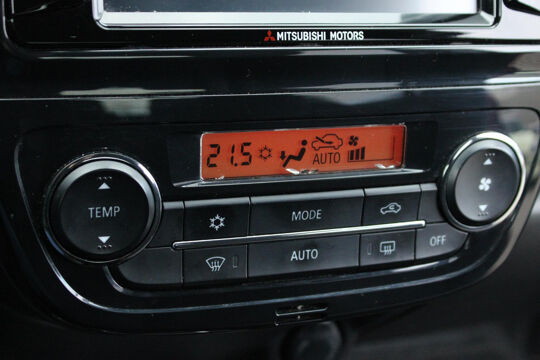 MITSUBISHI MOTORS
21.5 AUTO
TEMP
MODE
AUTO
OFF